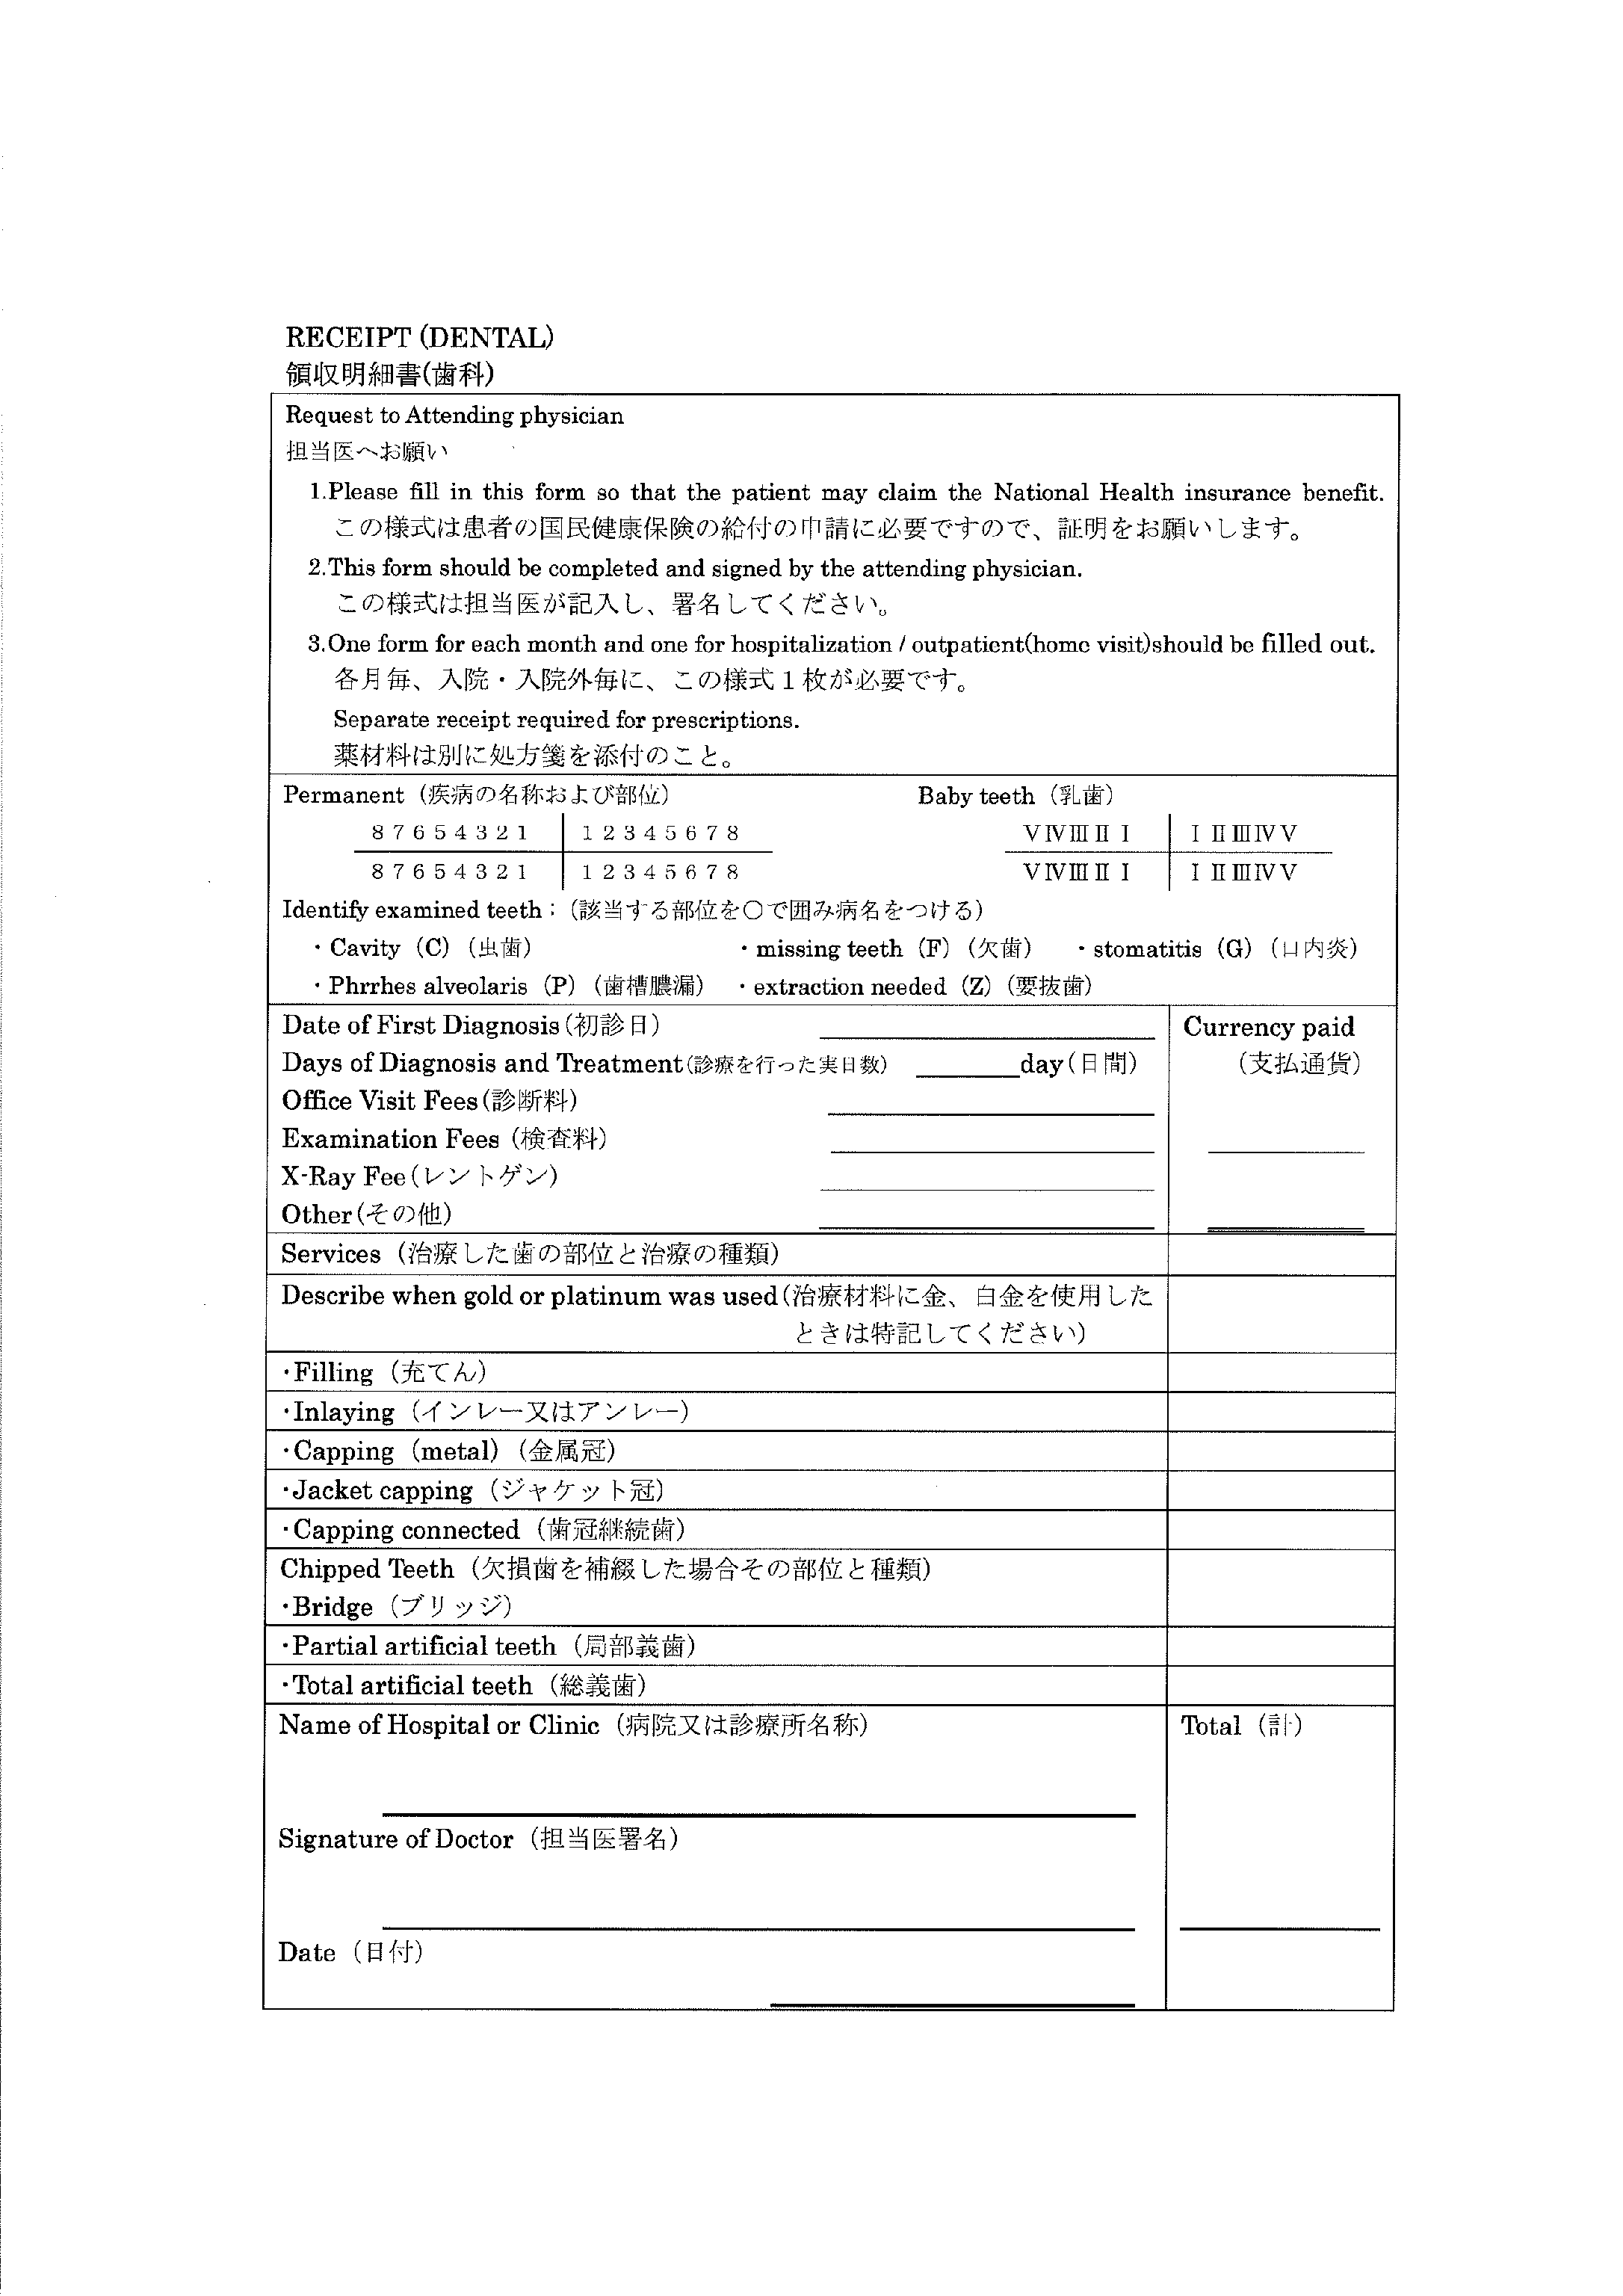 RECEIPT (DENTAL)
領収明細書(歯科)
Request to Attending physician
担当医へお願い
1.Please fill in this form so that the patient may claim the National Health insurance benefit.
この様式は患者の国民健康保険の給付の申請に必要ですので、証明をお願いします。
2.This form should be completed and signed by the attending physician.
この様式は担当医が記入し、署名してください。
3.One form for each month and one for hospitalization / outpatient(home visit)should be filled out.
各月毎、入院・入院外毎に、この様式1枚が必要です。
Separate receipt required for prescriptions.
薬材料は別に処方箋を添付のこと。
Permanent（疾病の名称および部位） Baby teeth（乳歯）
8 7 6 5 4 3 2 1 1 2 3 4 5 6 7 8 Ⅴ Ⅳ Ⅲ Ⅱ Ⅰ Ⅰ Ⅱ Ⅲ Ⅳ Ⅴ
8 7 6 5 4 3 2 1 1 2 3 4 5 6 7 8 Ⅴ Ⅳ Ⅲ Ⅱ Ⅰ Ⅰ Ⅱ Ⅲ Ⅳ Ⅴ
Identify examined teeth：（該当する部位を○で囲み病名をつける）
・Cavity（C）（虫歯） ・missing teeth（F）（欠歯） ・stomatitis（G）（口内炎）
・Phrrhes alveolaris（P）（歯槽膿漏） ・extraction needed（Z）（要抜歯）
Date of First Diagnosis(初診日) Currency paid
Days of Diagnosis and Treatment(診療を行った実日数) day(日間) （支払通貨）
Office Visit Fees(診断料)
Examination Fees（検査料）
X-Ray Fee(レントゲン)
Other(その他)
Services（治療した歯の部位と治療の種類）
Describe when gold or platinum was used(治療材料に金、白金を使用した
ときは特記してください）
・Filling（充てん）
・Inlaying（インレー又はアンレー）
・Capping（metal）（金属冠）
・Jacket capping（ジャケット冠）
・Capping connected（歯冠継続歯）
Chipped Teeth（欠損歯を補綴した場合その部位と種類）
・Bridge（ブリッジ）
・Partial artificial teeth（局部義歯）
・Total artificial teeth（総義歯）
Name of Hospital or Clinic（病院又は診療所名称） Total（計）
Signature of Doctor（担当医署名）
Date（日付）